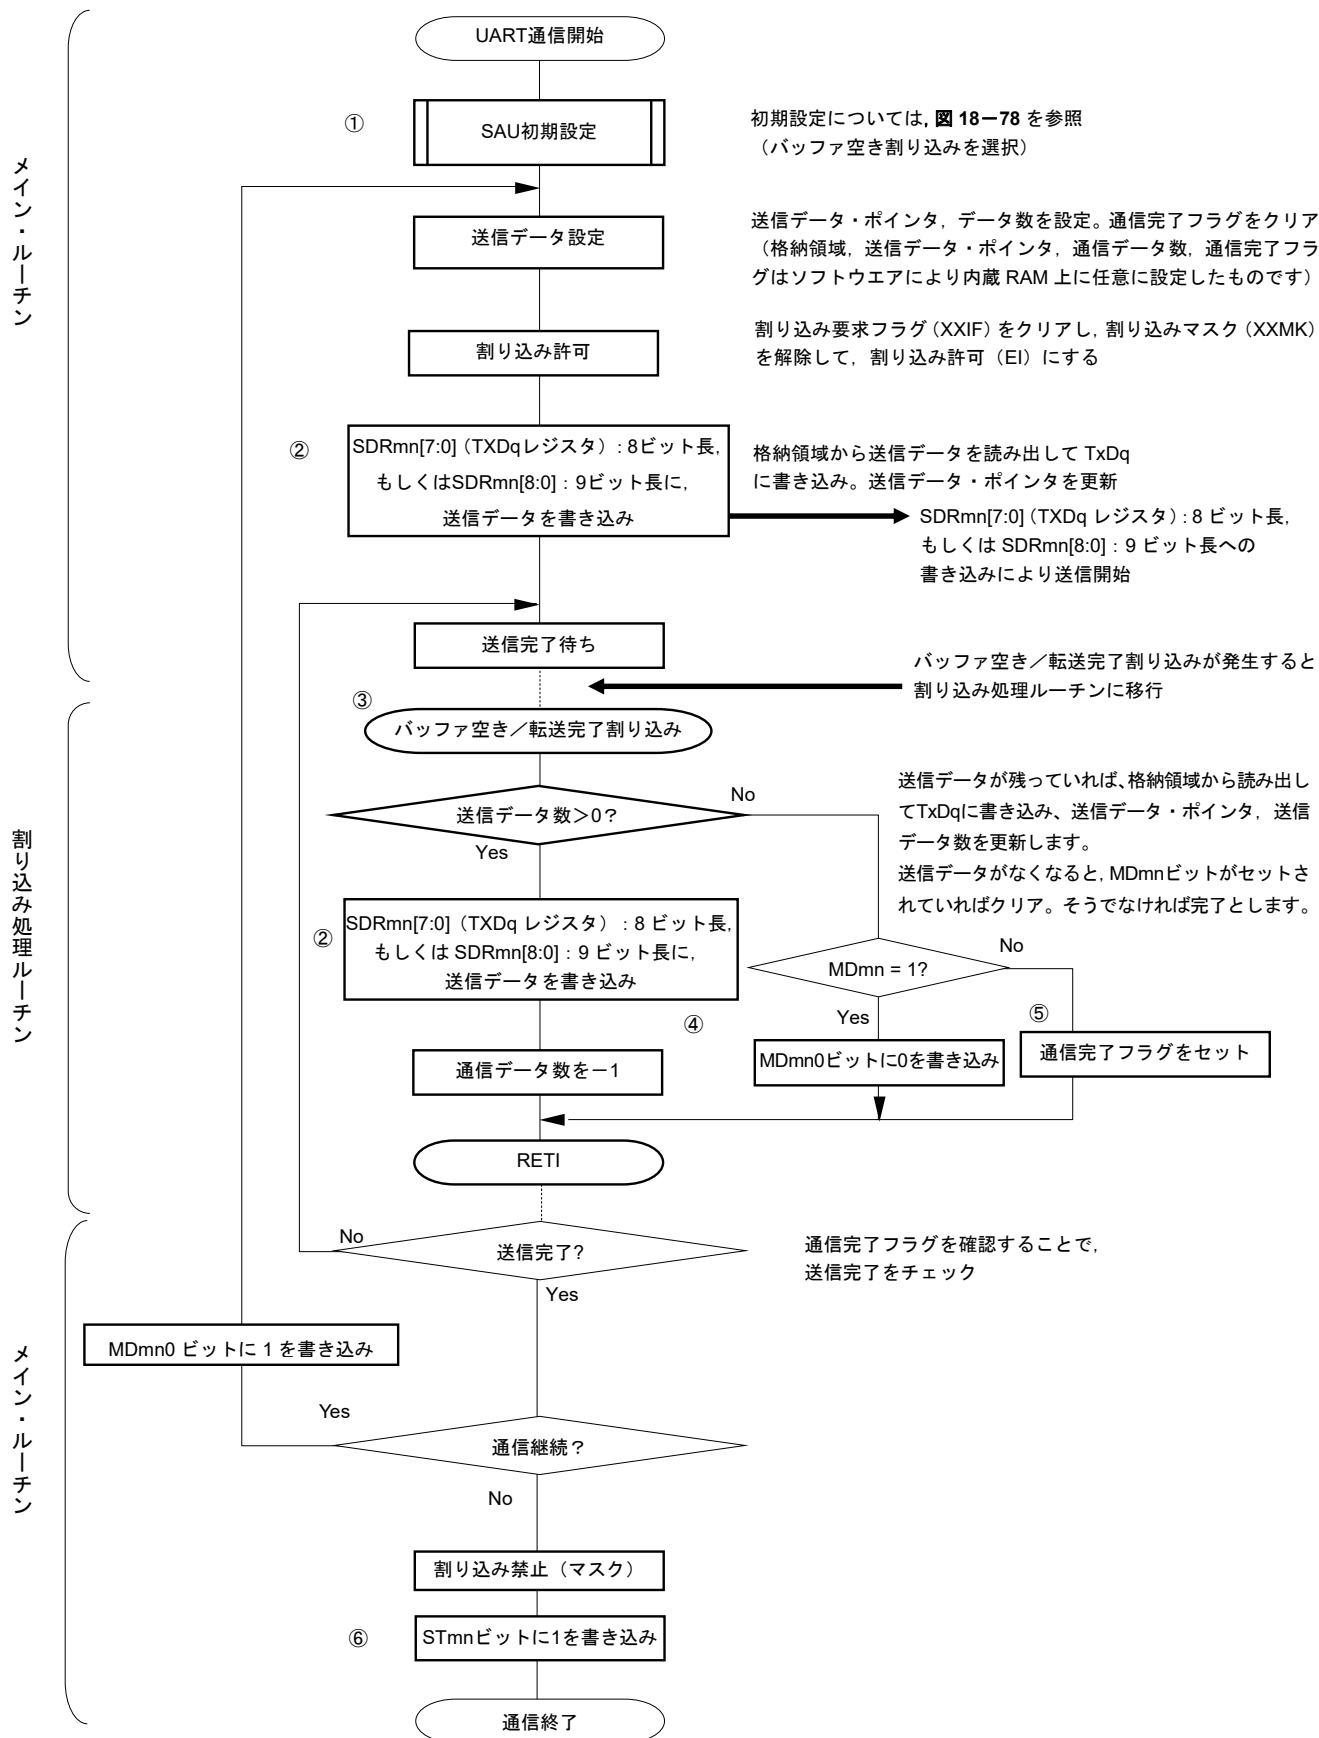 UART通信開始
①
SAU初期設定
初期設定については, 図 18－78 を参照
（バッファ空き割り込みを選択）
メイン・ルーチン
送信データ設定
送信データ・ポインタ，データ数を設定。通信完了フラグをクリア
（格納領域，送信データ・ポインタ，通信データ数，通信完了フラ
グはソフトウエアにより内蔵 RAM 上に任意に設定したものです）
割り込み許可
割り込み要求フラグ（XXIF）をクリアし，割り込みマスク（XXMK）
を解除して，割り込み許可（EI）にする
②
SDRmn[7:0]（TXDqレジスタ）: 8ビット長,
もしくはSDRmn[8:0]：9ビット長に,
送信データを書き込み
格納領域から送信データを読み出して TxDq
に書き込み。送信データ・ポインタを更新
SDRmn[7:0]（TXDq レジスタ）: 8 ビット長,
もしくは SDRmn[8:0]：9 ビット長への
書き込みにより送信開始
送信完了待ち
バッファ空き／転送完了割り込みが発生すると
割り込み処理ルーチンに移行
③
バッファ空き／転送完了割り込み
割り込み処理ルーチン
送信データ数＞0？
No
Yes
送信データが残っていれば、格納領域から読み出し
てTxDqに書き込み、送信データ・ポインタ，送信
データ数を更新します。
送信データがなくなると, MDmnビットがセットさ
れていればクリア。そうでなければ完了とします。
②
SDRmn[7:0]（TXDq レジスタ）：8 ビット長,
もしくは SDRmn[8:0]：9 ビット長に,
送信データを書き込み
MDmn = 1?
No
Yes
④
⑤
通信データ数を－1
MDmn0ビットに0を書き込み
通信完了フラグをセット
RETI
送信完了?
No
Yes
通信完了フラグを確認することで,
送信完了をチェック
メイン・ルーチン
MDmn0 ビットに 1 を書き込み
Yes
通信継続？
No
割り込み禁止（マスク）
⑥
STmnビットに1を書き込み
通信終了